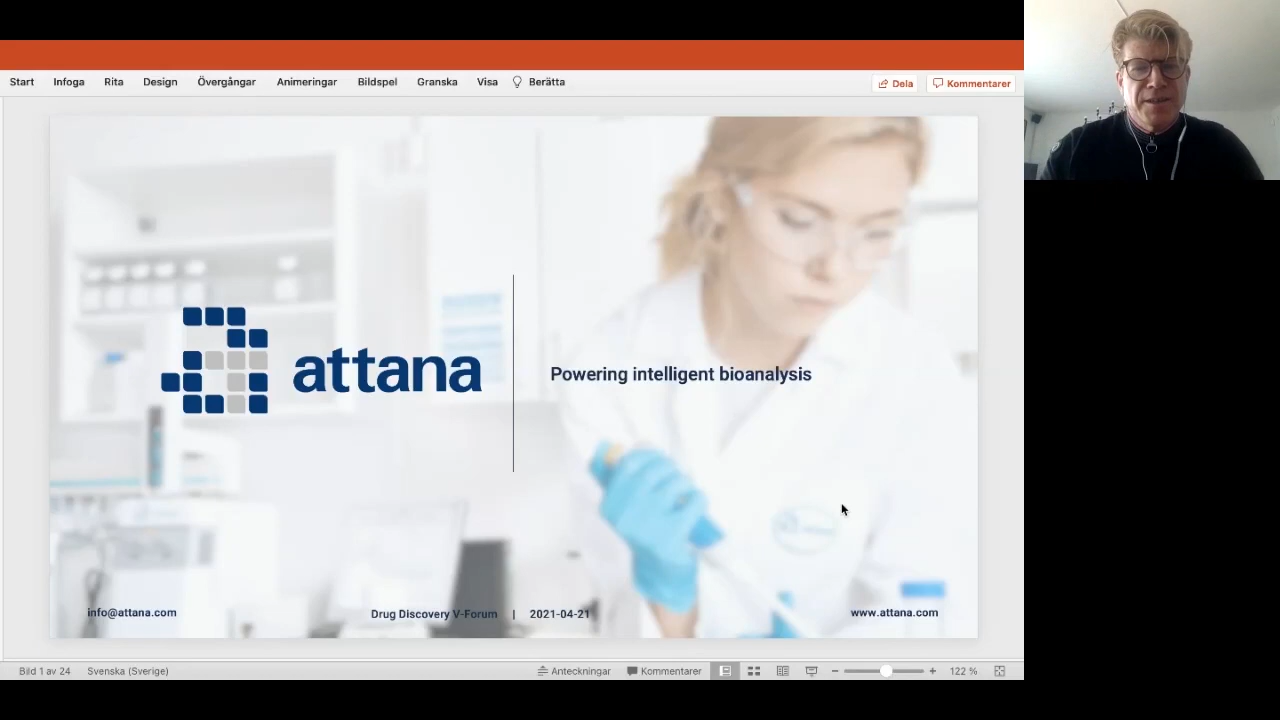 Start Infoga Rita Design Övergångar Animeringar Bildspel Granska Visa Berätta Dela Kommentarer
attana
Powering intelligent bioanalysis
info@attana.com Drug Discovery V-Forum | 2021-04-21 www.attana.com
Bild 1 av 24 Svenska (Sverige) Anteckningar Kommentarer 122 %